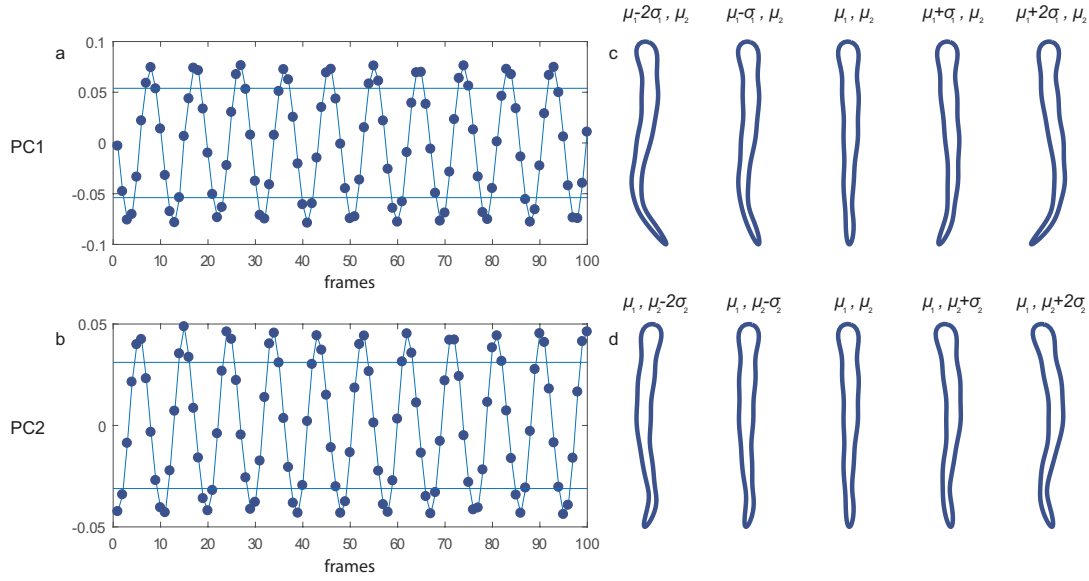 a
0.1
0.05
0
-0.05
-0.1
PC1
0 10 20 30 40 50 60 70 80 90 100
frames
μ₁-2σ₁ , μ₂ μ₁-σ₁ , μ₂ μ₁ , μ₂ μ₁+σ₁ , μ₂ μ₁+2σ₁ , μ₂
c
b
0.05
0
-0.05
PC2
0 10 20 30 40 50 60 70 80 90 100
frames
μ₁ , μ₂-2σ₂ μ₁ , μ₂-σ₂ μ₁ , μ₂ μ₁ , μ₂+σ₂ μ₁ , μ₂+2σ₂
d